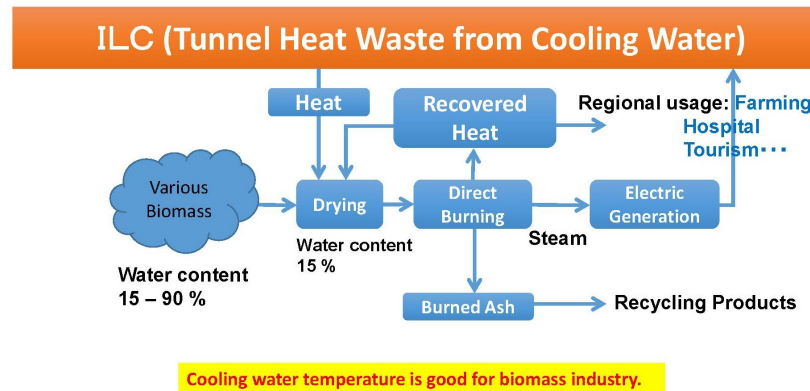 ILC (Tunnel Heat Waste from Cooling Water)
Heat
Recovered
Heat
Regional usage: Farming
Hospital
Tourism・・・
Various
Biomass
Drying
Direct
Burning
Electric
Generation
Steam
Water content
15 %
Water content
15 – 90 %
Burned Ash
Recycling Products
Cooling water temperature is good for biomass industry.